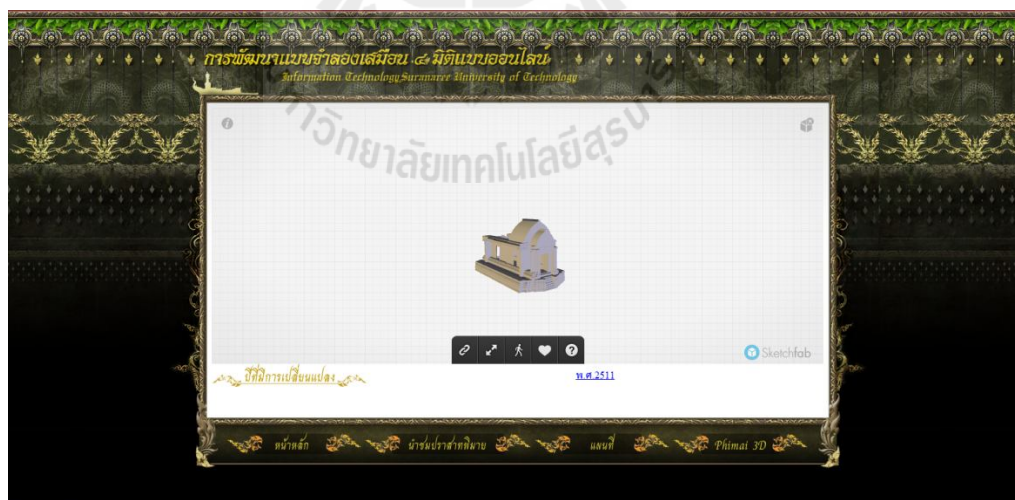 การพัฒนาแบบจำลองเสมือน ๔ มิติแบบออนไลน์
Information Technology,Suranaree University of Technology
วิทยาลัยเทคโนโลยีสุร
Sketchfab
ปีที่มีการเปลี่ยนแปลง
พ.ศ.2511
หน้าหลัก นำชมปราสาทพิมาย แผนที่ Phimai 3D